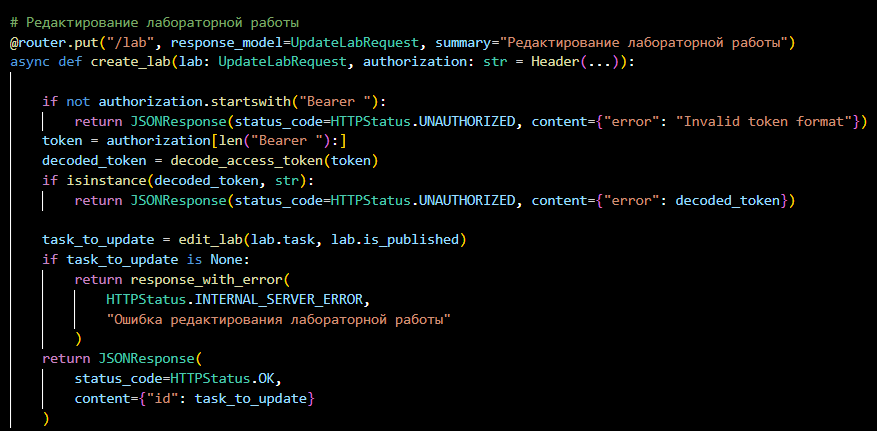 # Редактирование лабораторной работы
@router.put("/lab", response_model=UpdateLabRequest, summary="Редактирование лабораторной работы")
async def create_lab(lab: UpdateLabRequest, authorization: str = Header(...)):
if not authorization.startswith("Bearer "):
return JSONResponse(status_code=HTTPStatus.UNAUTHORIZED, content={"error": "Invalid token format"})
token = authorization[len("Bearer "):]
decoded_token = decode_access_token(token)
if isinstance(decoded_token, str):
return JSONResponse(status_code=HTTPStatus.UNAUTHORIZED, content={"error": decoded_token})
task_to_update = edit_lab(lab.task, lab.is_published)
if task_to_update is None:
return response_with_error(
HTTPStatus.INTERNAL_SERVER_ERROR,
"Ошибка редактирования лабораторной работы"
)
return JSONResponse(
status_code=HTTPStatus.OK,
content={"id": task_to_update}
)